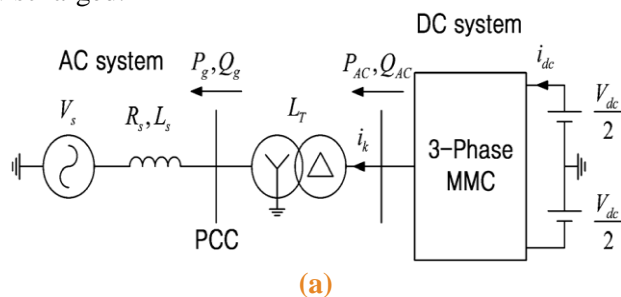 DC system
AC system
P_g, Q_g
P_AC, Q_AC
i_dc
V_s
R_s, L_s
L_T
i_k
3-Phase
MMC
V_dc
2
V_dc
2
PCC
(a)